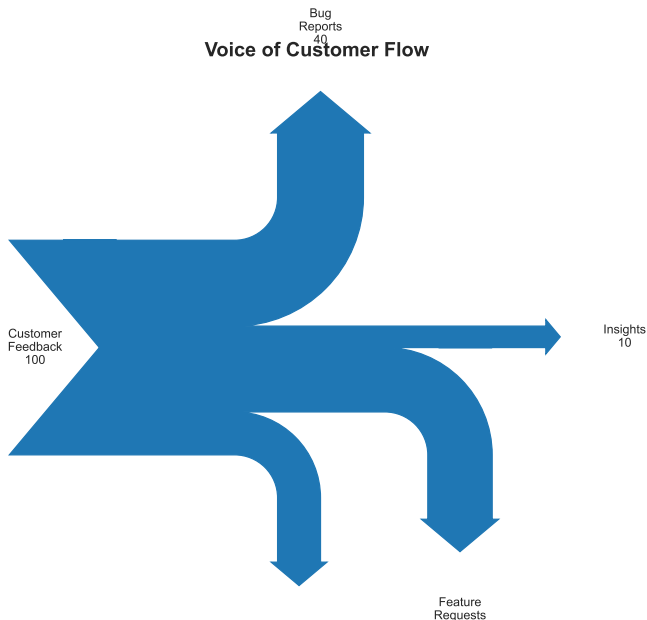 Bug
Reports
40
Voice of Customer Flow
Customer
Feedback
100
Insights
10
Feature
Requests